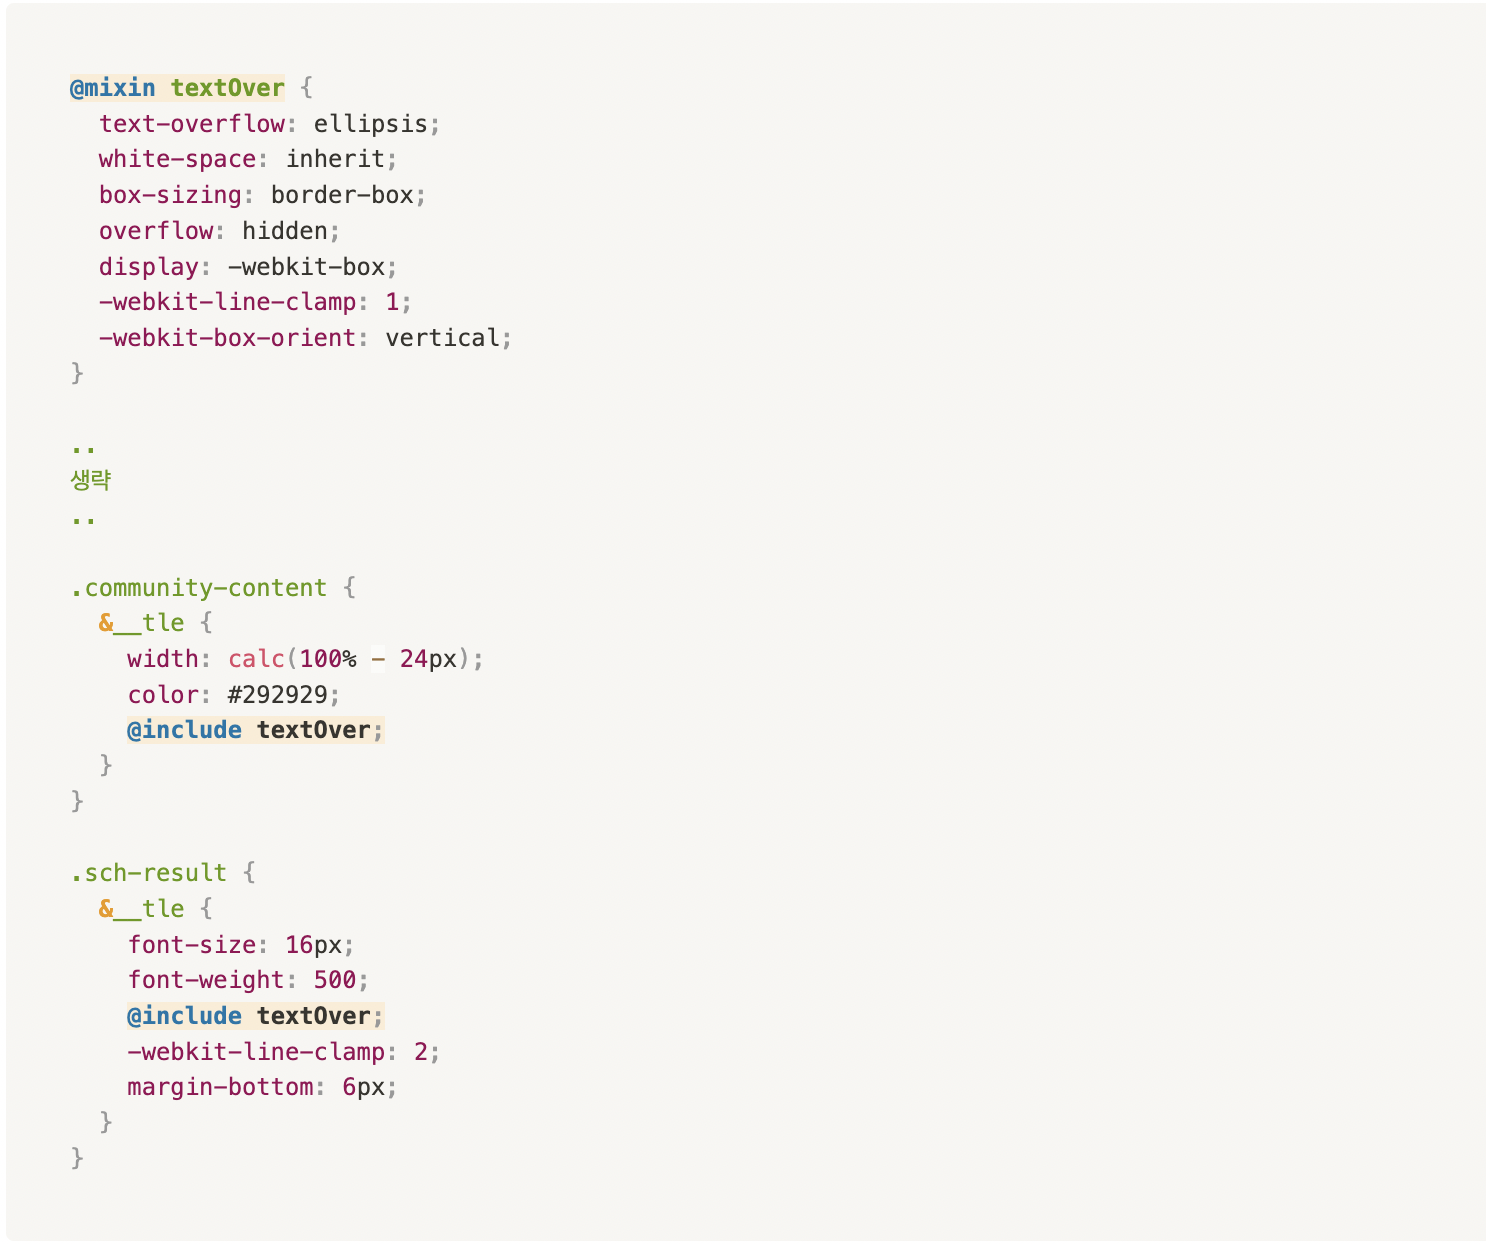 @mixin textOver {
  text-overflow: ellipsis;
  white-space: inherit;
  box-sizing: border-box;
  overflow: hidden;
  display: -webkit-box;
  -webkit-line-clamp: 1;
  -webkit-box-orient: vertical;
}

..
생략
..

.community-content {
  &__tle {
    width: calc(100% - 24px);
    color: #292929;
    @include textOver;
  }
}

.sch-result {
  &__tle {
    font-size: 16px;
    font-weight: 500;
    @include textOver;
    -webkit-line-clamp: 2;
    margin-bottom: 6px;
  }
}